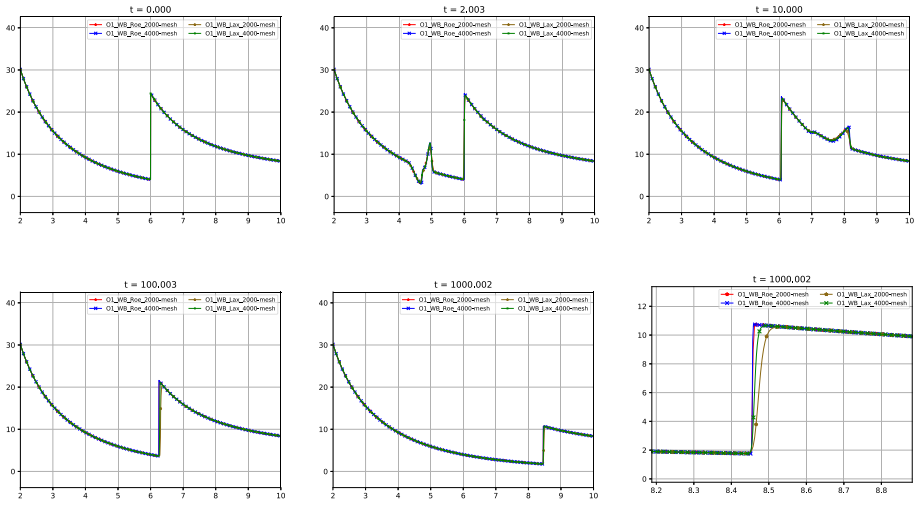 t = 0.000
O1_WB_Roe_2000-mesh
O1_WB_Roe_4000-mesh
O1_WB_Lax_2000-mesh
O1_WB_Lax_4000-mesh
40
30
20
10
0
2 3 4 5 6 7 8 9 10
t = 2.003
O1_WB_Roe_2000-mesh
O1_WB_Roe_4000-mesh
O1_WB_Lax_2000-mesh
O1_WB_Lax_4000-mesh
40
30
20
10
0
2 3 4 5 6 7 8 9 10
t = 10.000
O1_WB_Roe_2000-mesh
O1_WB_Roe_4000-mesh
O1_WB_Lax_2000-mesh
O1_WB_Lax_4000-mesh
40
30
20
10
0
2 3 4 5 6 7 8 9 10
t = 100.003
O1_WB_Roe_2000-mesh
O1_WB_Roe_4000-mesh
O1_WB_Lax_2000-mesh
O1_WB_Lax_4000-mesh
40
30
20
10
0
2 3 4 5 6 7 8 9 10
t = 1000.002
O1_WB_Roe_2000-mesh
O1_WB_Roe_4000-mesh
O1_WB_Lax_2000-mesh
O1_WB_Lax_4000-mesh
40
30
20
10
0
2 3 4 5 6 7 8 9 10
t = 1000.002
O1_WB_Roe_2000-mesh
O1_WB_Roe_4000-mesh
O1_WB_Lax_2000-mesh
O1_WB_Lax_4000-mesh
12
10
8
6
4
2
0
8.2 8.3 8.4 8.5 8.6 8.7 8.8